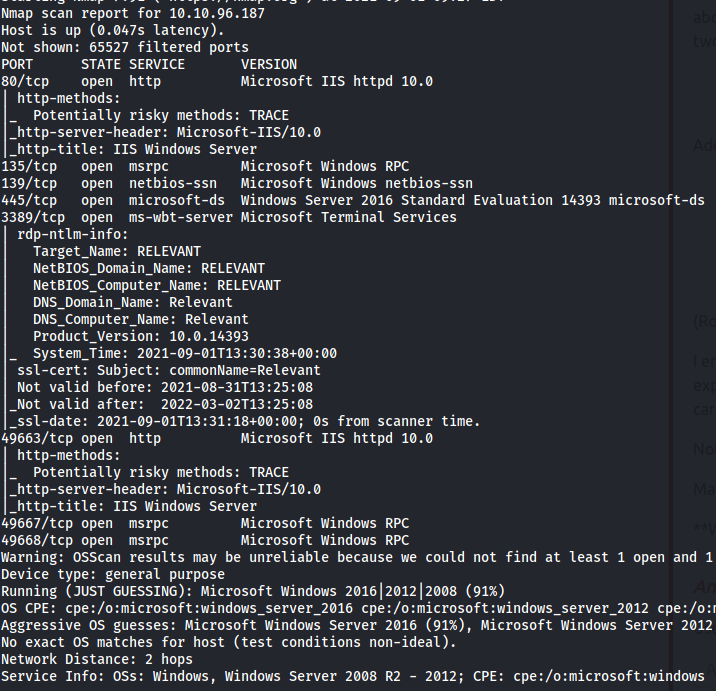 Nmap scan report for 10.10.96.187
Host is up (0.047s latency).
Not shown: 65527 filtered ports
PORT      STATE SERVICE       VERSION
80/tcp    open  http          Microsoft IIS httpd 10.0
| http-methods:
|_  Potentially risky methods: TRACE
|_http-server-header: Microsoft-IIS/10.0
|_http-title: IIS Windows Server
135/tcp   open  msrpc         Microsoft Windows RPC
139/tcp   open  netbios-ssn   Microsoft Windows netbios-ssn
445/tcp   open  microsoft-ds  Windows Server 2016 Standard Evaluation 14393 microsoft-ds
3389/tcp  open  ms-wbt-server Microsoft Terminal Services
| rdp-ntlm-info:
|   Target_Name: RELEVANT
|   NetBIOS_Domain_Name: RELEVANT
|   NetBIOS_Computer_Name: RELEVANT
|   DNS_Domain_Name: Relevant
|   DNS_Computer_Name: Relevant
|   Product_Version: 10.0.14393
|_  System_Time: 2021-09-01T13:30:38+00:00
| ssl-cert: Subject: commonName=Relevant
| Not valid before: 2021-08-31T13:25:08
|_Not valid after:  2022-03-02T13:25:08
|_ssl-date: 2021-09-01T13:31:18+00:00; 0s from scanner time.
49663/tcp open  http          Microsoft IIS httpd 10.0
| http-methods:
|_  Potentially risky methods: TRACE
|_http-server-header: Microsoft-IIS/10.0
|_http-title: IIS Windows Server
49667/tcp open  msrpc         Microsoft Windows RPC
49668/tcp open  msrpc         Microsoft Windows RPC
Warning: OSScan results may be unreliable because we could not find at least 1 open and 1
Device type: general purpose
Running (JUST GUESSING): Microsoft Windows 2016|2012|2008 (91%)
OS CPE: cpe:/o:microsoft:windows_server_2016 cpe:/o:microsoft:windows_server_2012 cpe:/o:
Aggressive OS guesses: Microsoft Windows Server 2016 (91%), Microsoft Windows Server 2012
No exact OS matches for host (test conditions non-ideal).
Network Distance: 2 hops
Service Info: OSs: Windows, Windows Server 2008 R2 - 2012; CPE: cpe:/o:microsoft:windows